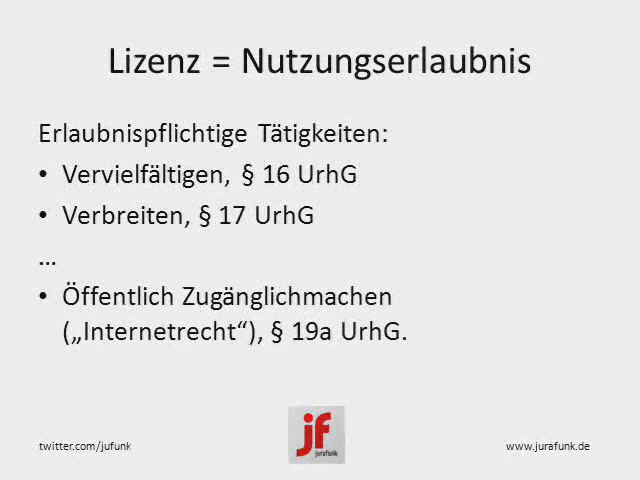 Lizenz = Nutzungserlaubnis
Erlaubnispflichtige Tätigkeiten:
• Vervielfältigen, § 16 UrhG
• Verbreiten, § 17 UrhG
…
• Öffentlich Zugänglichmachen
(„Internetrecht“), § 19a UrhG.
twitter.com/jufunk
jf
jurafunk
www.jurafunk.de